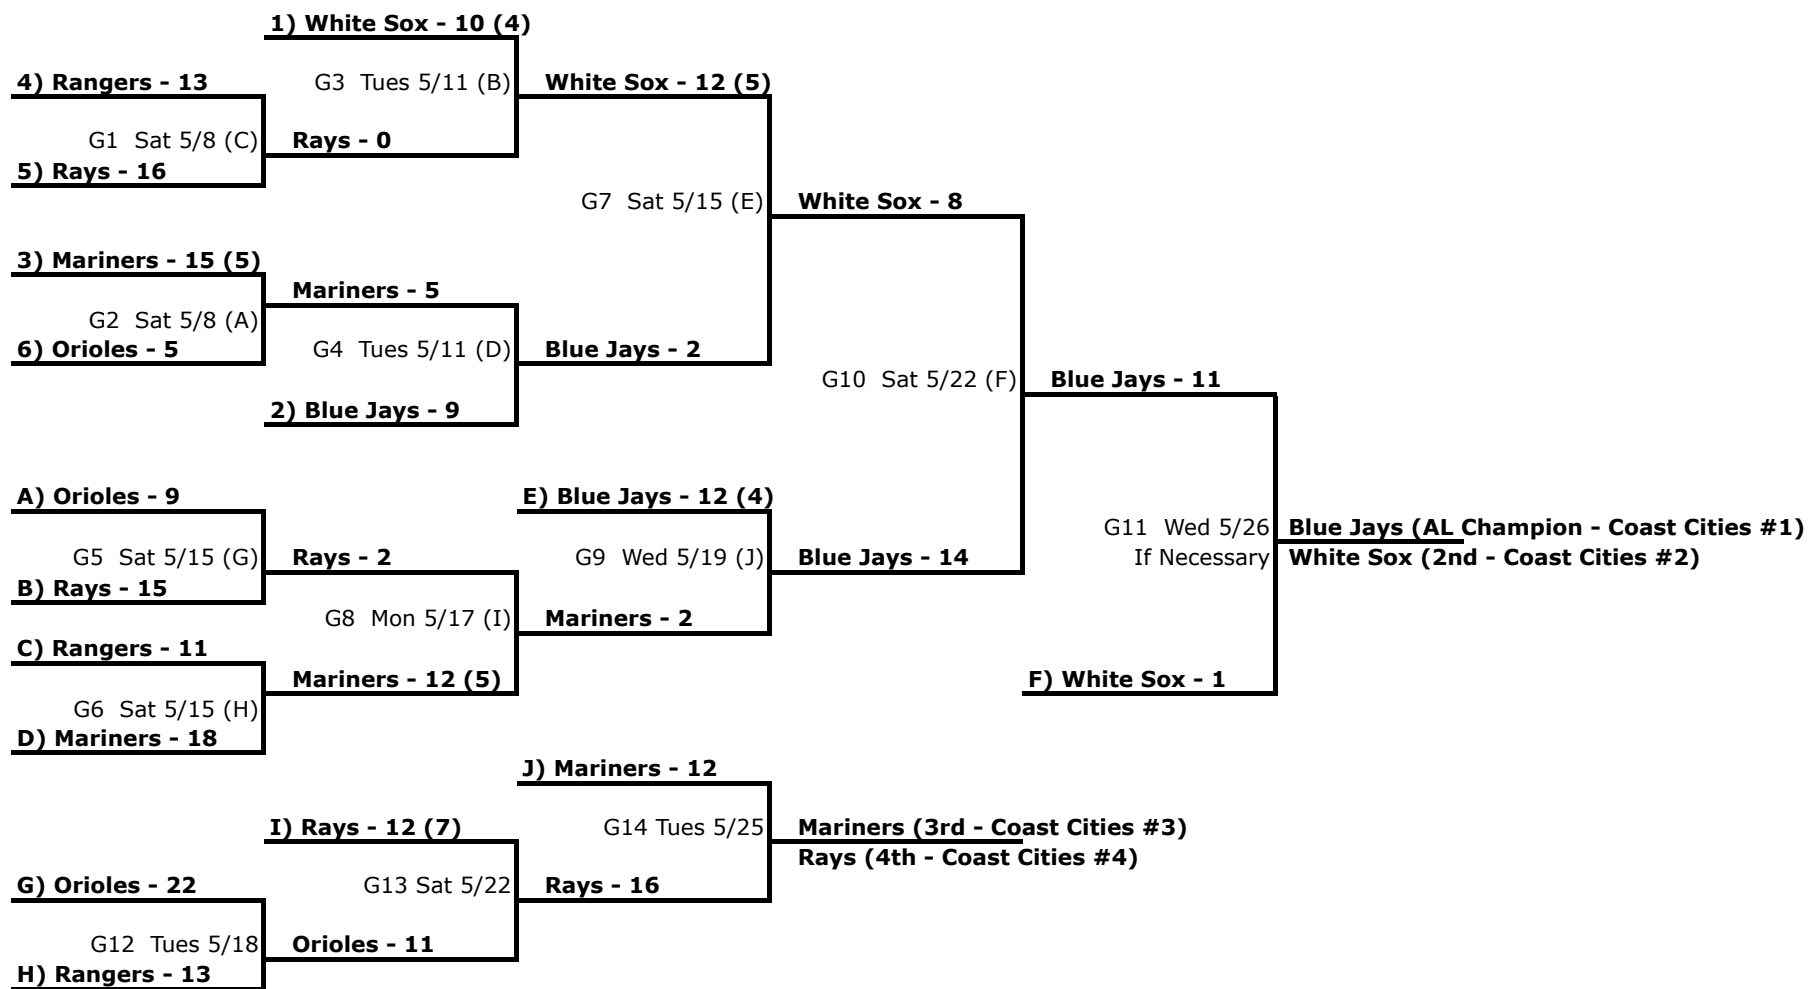 1) White Sox - 10 (4)
4) Rangers - 13
G3 Tues 5/11 (B)
White Sox - 12 (5)
G1 Sat 5/8 (C)
Rays - 0
5) Rays - 16
G7 Sat 5/15 (E)
White Sox - 8
3) Mariners - 15 (5)
Mariners - 5
G2 Sat 5/8 (A)
6) Orioles - 5
G4 Tues 5/11 (D)
Blue Jays - 2
G10 Sat 5/22 (F)
Blue Jays - 11
2) Blue Jays - 9
A) Orioles - 9
E) Blue Jays - 12 (4)
G11 Wed 5/26
Blue Jays (AL Champion - Coast Cities #1)
G5 Sat 5/15 (G)
Rays - 2
G9 Wed 5/19 (J)
Blue Jays - 14
If Necessary
White Sox (2nd - Coast Cities #2)
B) Rays - 15
G8 Mon 5/17 (I)
Mariners - 2
C) Rangers - 11
Mariners - 12 (5)
F) White Sox - 1
G6 Sat 5/15 (H)
D) Mariners - 18
J) Mariners - 12
I) Rays - 12 (7)
G14 Tues 5/25
Mariners (3rd - Coast Cities #3)
Rays (4th - Coast Cities #4)
G) Orioles - 22
G13 Sat 5/22
Rays - 16
G12 Tues 5/18
Orioles - 11
H) Rangers - 13